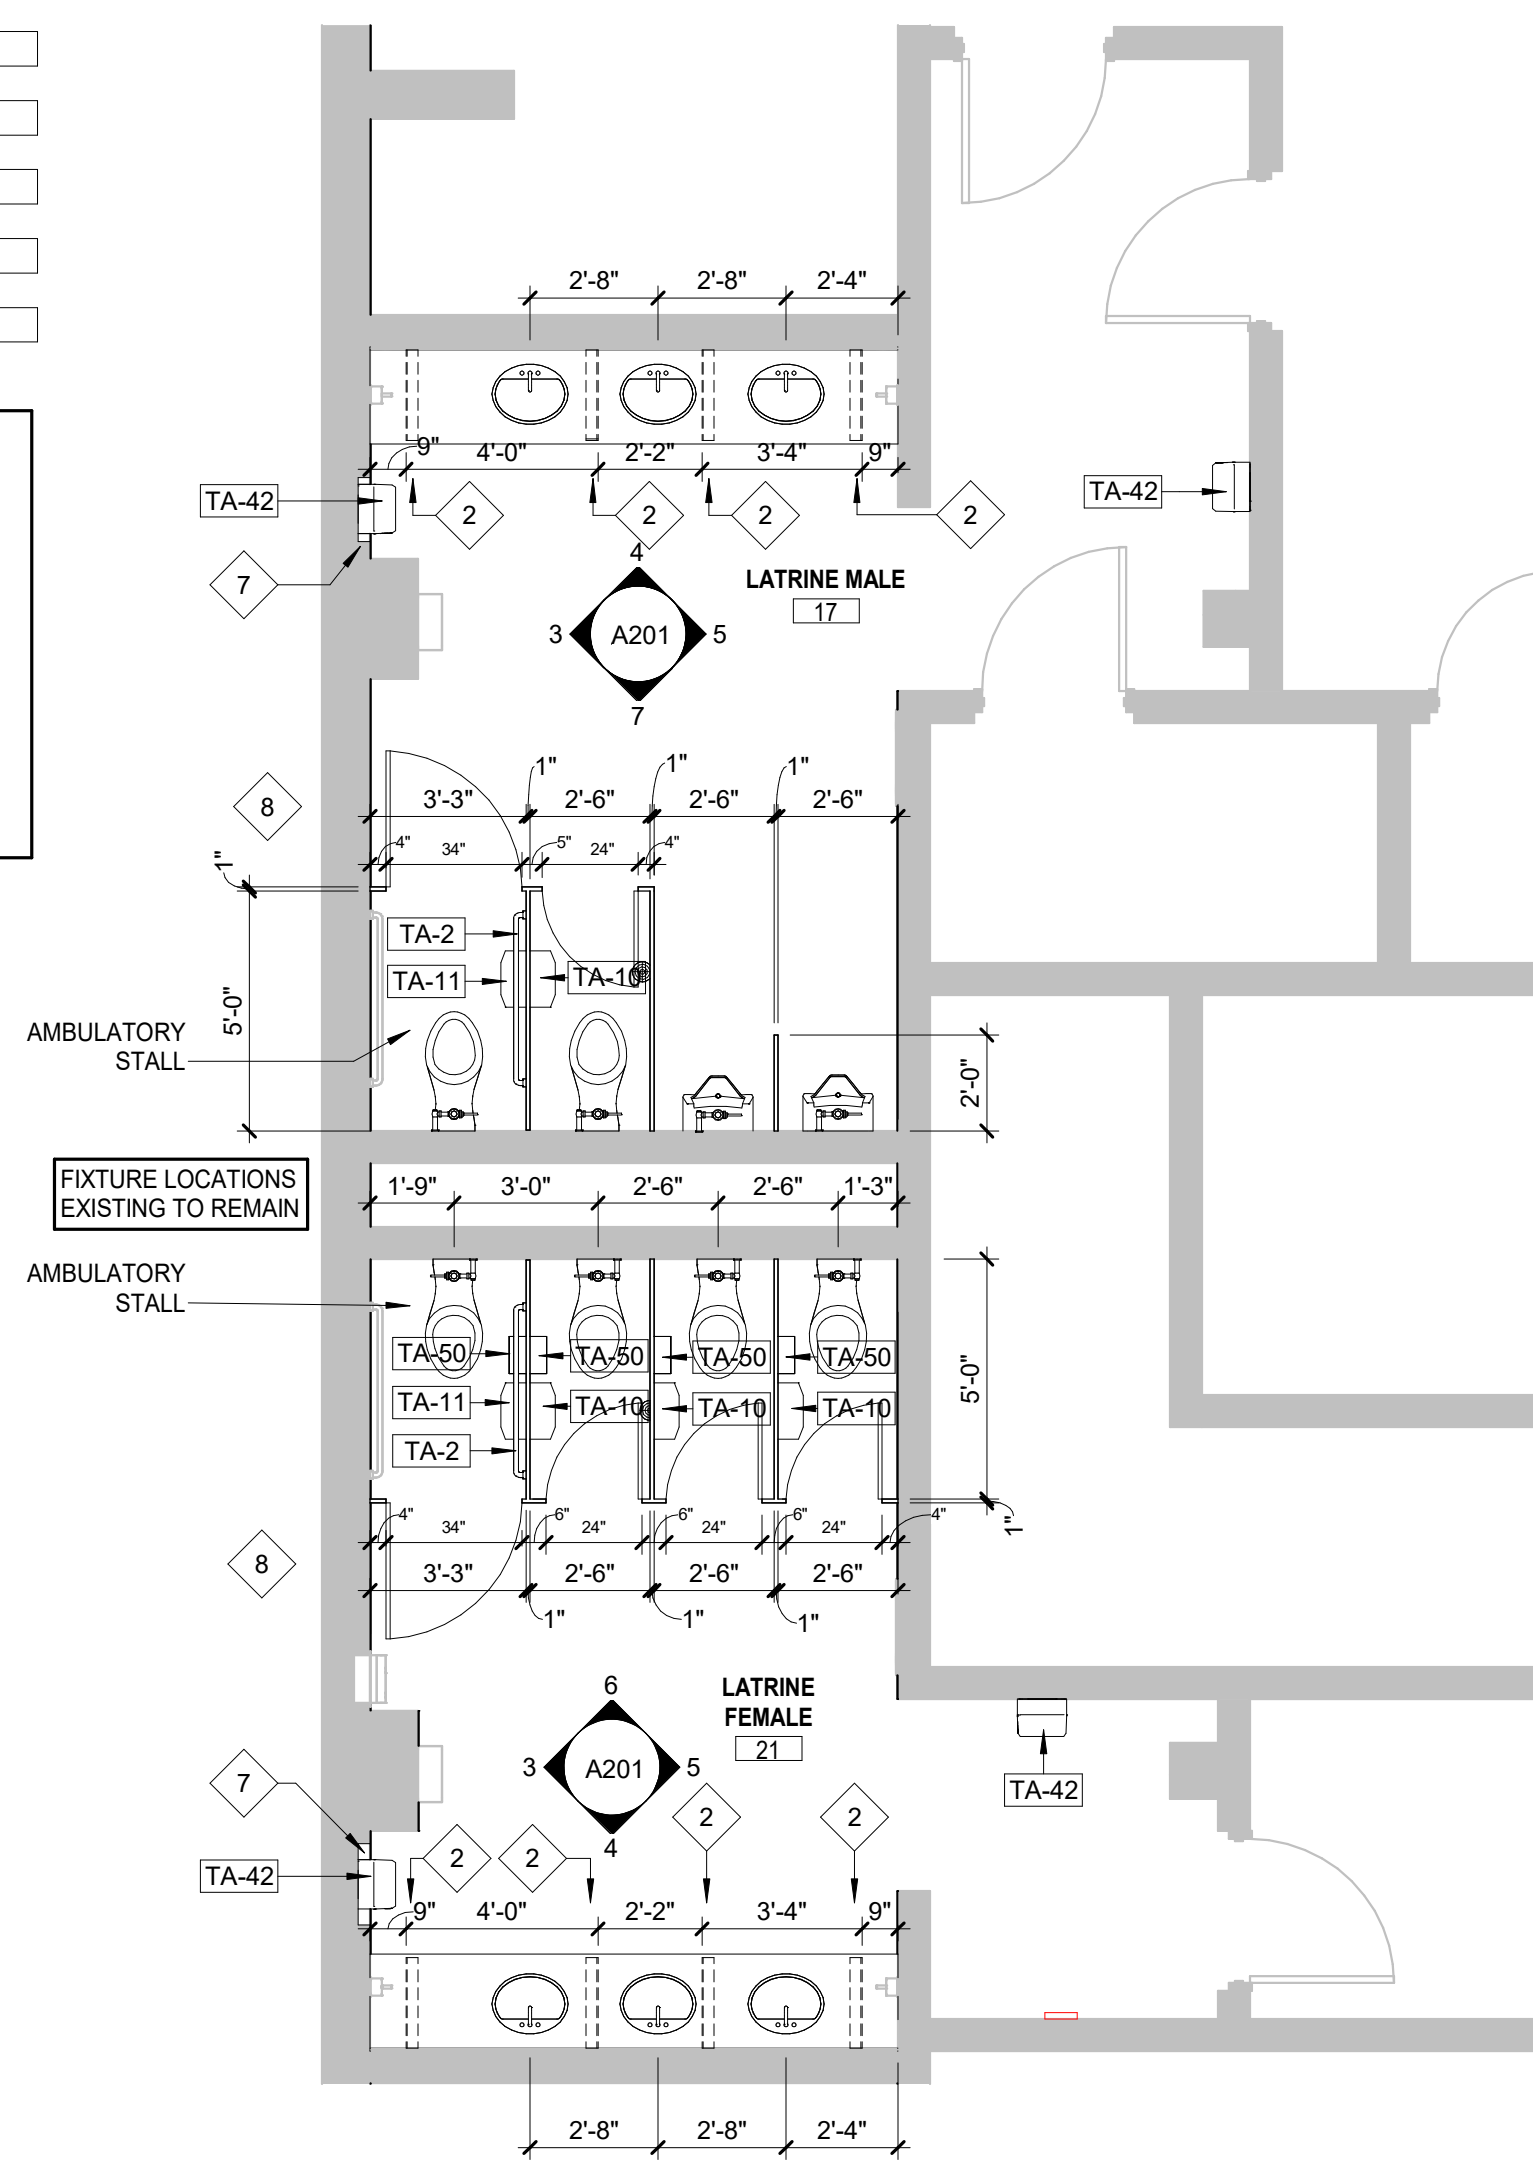 2'-8" 2'-8" 2'-4"
9" 4'-0" 2'-2" 3'-4" 9"
TA-42 TA-42
2 2 2 2
7
4
LATRINE MALE
17
3 A201 5
7
1" 1" 1"
8
3'-3" 2'-6" 2'-6" 2'-6"
4" 34" 5" 24" 4"
1"
TA-2
TA-11 TA-10
5'-0"
AMBULATORY
STALL
2'-0"
FIXTURE LOCATIONS
EXISTING TO REMAIN
1'-9" 3'-0" 2'-6" 2'-6" 1'-3"
AMBULATORY
STALL
TA-50 TA-50 TA-50 TA-50
5'-0"
TA-11 TA-10 TA-10 TA-10
TA-2
4" 34" 6" 24" 6" 24" 6" 24" 4"
1"
8
3'-3" 2'-6" 2'-6" 2'-6"
1" 1" 1"
6
LATRINE
FEMALE
21
3 A201 5
7
TA-42
2 2
4
2 2
TA-42
9" 4'-0" 2'-2" 3'-4" 9"
2'-8" 2'-8" 2'-4"